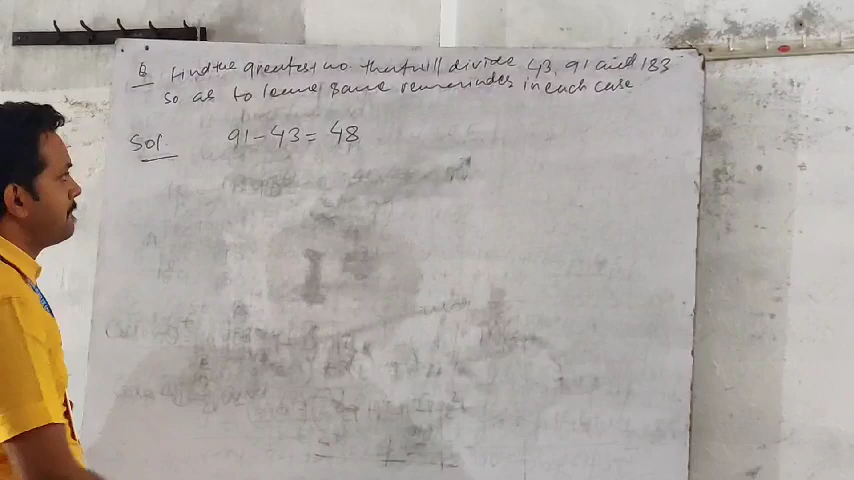 Q Find the greatest no. that will divide 43, 91 and 183
so as to leave same remainder in each case
Sol. 91 - 43 = 48